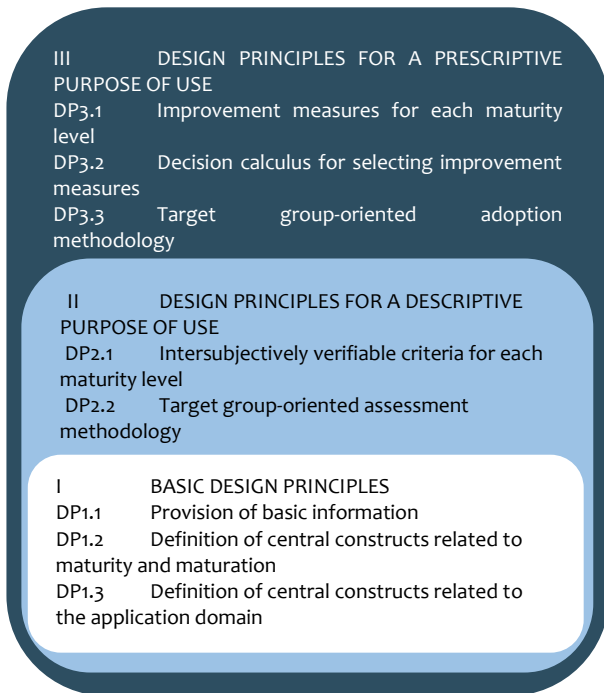 III DESIGN PRINCIPLES FOR A PRESCRIPTIVE
PURPOSE OF USE
DP3.1 Improvement measures for each maturity
level
DP3.2 Decision calculus for selecting improvement
measures
DP3.3 Target group-oriented adoption
methodology
II DESIGN PRINCIPLES FOR A DESCRIPTIVE
PURPOSE OF USE
DP2.1 Intersubjectively verifiable criteria for each
maturity level
DP2.2 Target group-oriented assessment
methodology
I BASIC DESIGN PRINCIPLES
DP1.1 Provision of basic information
DP1.2 Definition of central constructs related to
maturity and maturation
DP1.3 Definition of central constructs related to
the application domain